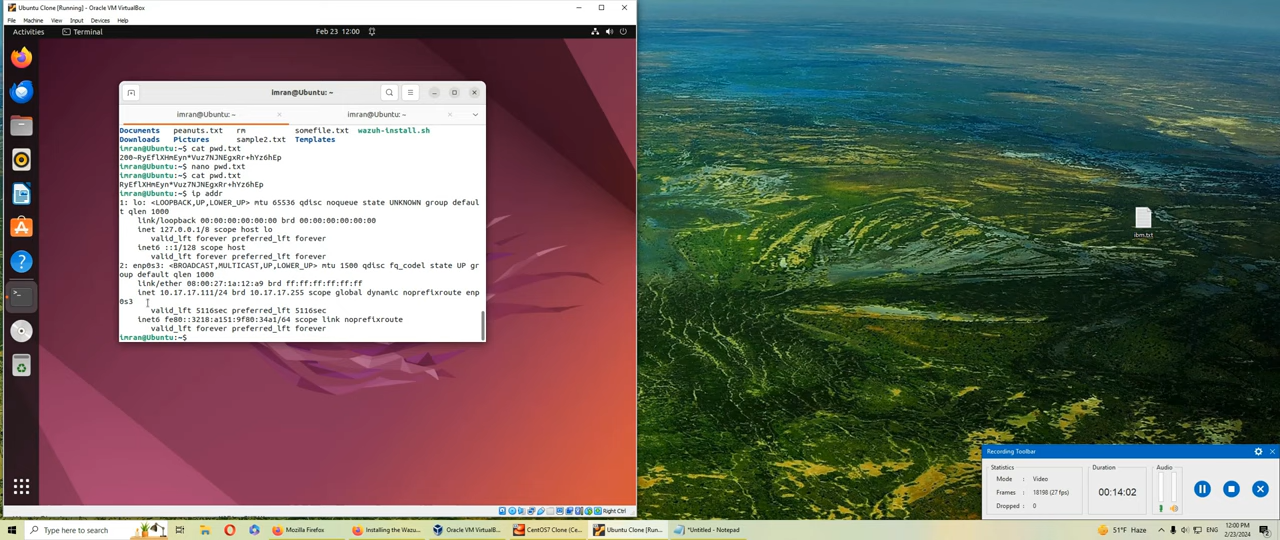 Ubuntu Clone [Running] - Oracle VM VirtualBox
File Machine View Input Devices Help
Activities Terminal Feb 23 12:00
imran@Ubuntu: ~
imran@Ubuntu: ~ imran@Ubuntu: ~
Documents peanuts.txt rm somefile.txt wazuh-install.sh
Downloads Pictures sample2.txt Templates
imran@Ubuntu:~$ cat pwd.txt
200~RyEflXHmEyn*Vuz7NJNEgxRr+hYz6hEp
imran@Ubuntu:~$ nano pwd.txt
imran@Ubuntu:~$ cat pwd.txt
RyEflXHmEyn*Vuz7NJNEgxRr+hYz6hEp
imran@Ubuntu:~$ ip addr
1: lo: <LOOPBACK,UP,LOWER_UP> mtu 65536 qdisc noqueue state UNKNOWN group defaul
t qlen 1000
link/loopback 00:00:00:00:00:00 brd 00:00:00:00:00:00
inet 127.0.0.1/8 scope host lo
valid_lft forever preferred_lft forever
inet6 ::1/128 scope host
valid_lft forever preferred_lft forever
2: enp0s3: <BROADCAST,MULTICAST,UP,LOWER_UP> mtu 1500 qdisc fq_codel state UP gr
oup default qlen 1000
link/ether 08:00:27:1a:12:a9 brd ff:ff:ff:ff:ff:ff
inet 10.17.17.111/24 brd 10.17.17.255 scope global dynamic noprefixroute enp
0s3
valid_lft 5116sec preferred_lft 5116sec
inet6 fe80::3218:a151:9f80:34a1/64 scope link noprefixroute
valid_lft forever preferred_lft forever
imran@Ubuntu:~$
Right Ctrl
ibm.txt
Recording Toolbar
Statistics Duration Audio
Mode : Video
Frames : 18198 (27 fps)
Dropped : 0
00:14:02
Type here to search
Mozilla Firefox
Installing the Wazu...
Oracle VM VirtualB...
CentOS7 Clone (Ce...
Ubuntu Clone [Run...
*Untitled - Notepad
51°F Haze
ENG
12:00 PM
2/23/2024
2